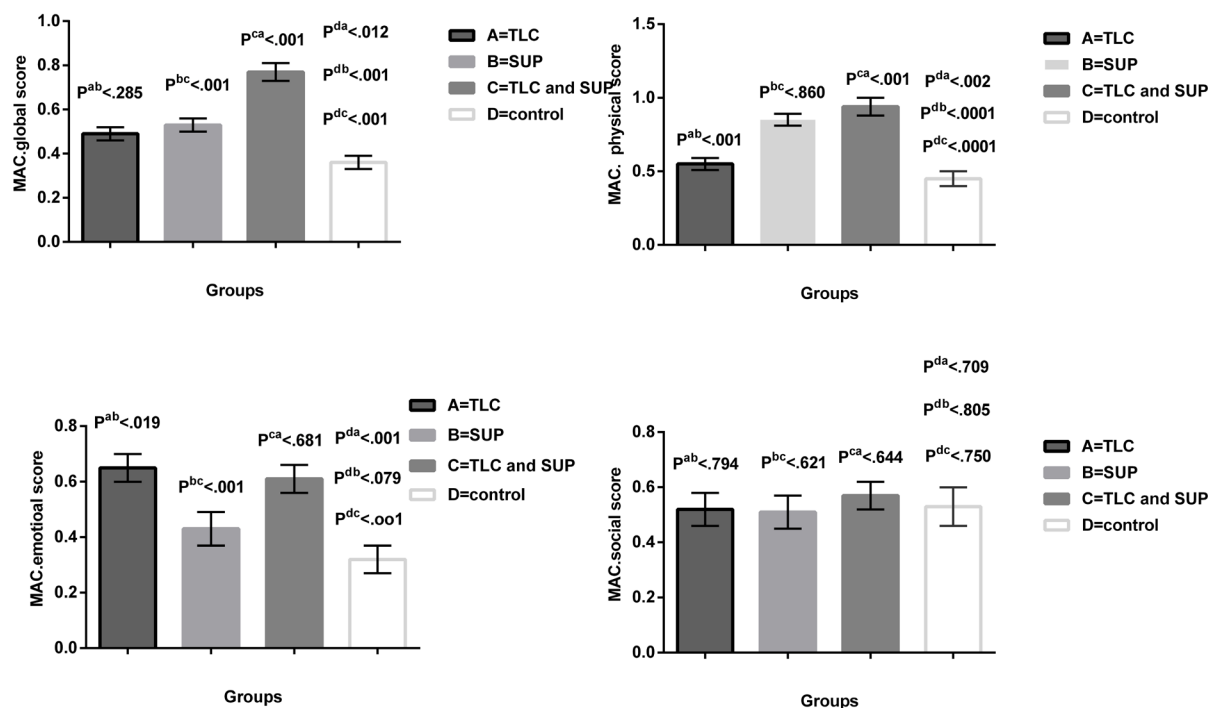 MAC.global score
1.0
0.8
0.6
0.4
0.2
0.0
P^ab<.285
P^bc<.001
P^ca<.001
P^da<.012
P^db<.001
P^dc<.001
A=TLC
B=SUP
C=TLC and SUP
D=control
Groups
MAC. physical score
1.5
1.0
0.5
0.0
P^ab<.001
P^bc<.860
P^ca<.001
P^da<.002
P^db<.0001
P^dc<.0001
A=TLC
B=SUP
C=TLC and SUP
D=control
Groups
MAC.emotioal score
0.8
0.6
0.4
0.2
0.0
P^ab<.019
P^bc<.001
P^ca<.681
P^da<.001
P^db<.079
P^dc<.oo1
A=TLC
B=SUP
C=TLC and SUP
D=control
Groups
MAC.social score
0.8
0.6
0.4
0.2
0.0
P^ab<.794
P^bc<.621
P^ca<.644
P^da<.709
P^db<.805
P^dc<.750
A=TLC
B=SUP
C=TLC and SUP
D=control
Groups